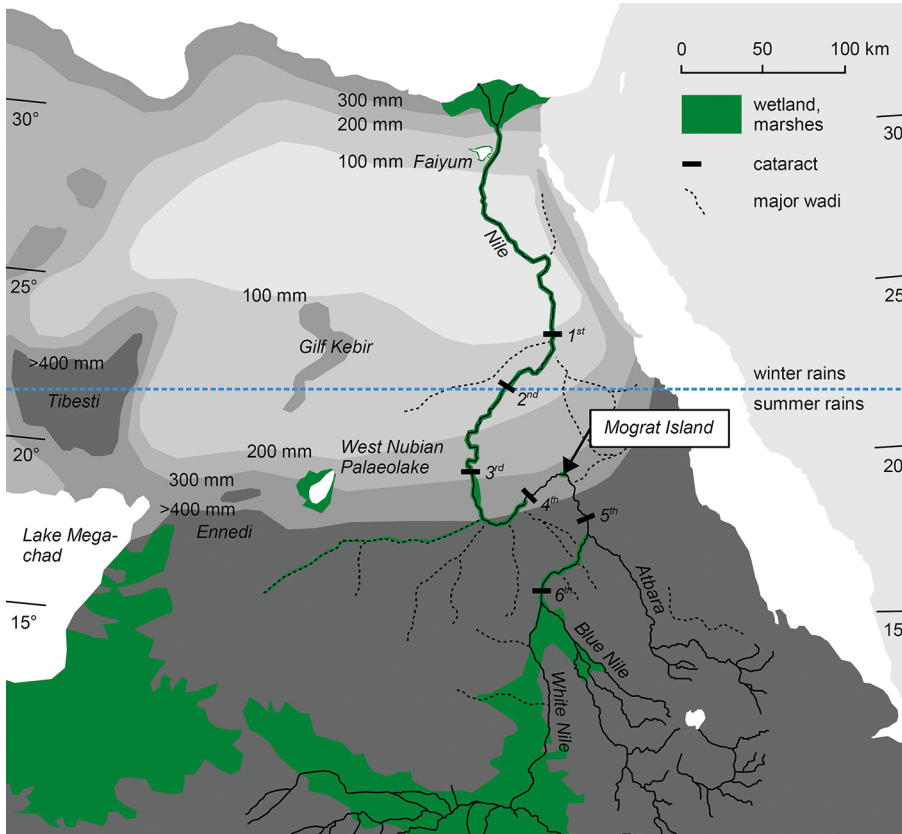 0 50 100 km
wetland,
marshes
cataract
major wadi
30°
300 mm
200 mm
100 mm
Faiyum
30
Nile
25°
100 mm
25
Gilf Kebir
1st
>400 mm
Tibesti
winter rains
summer rains
2nd
Mograt Island
20°
200 mm
West Nubian
Palaeolake
3rd
20
300 mm
>400 mm
Ennedi
4th
5th
Lake Mega-
chad
Atbara
6th
15°
15
Blue Nile
White Nile